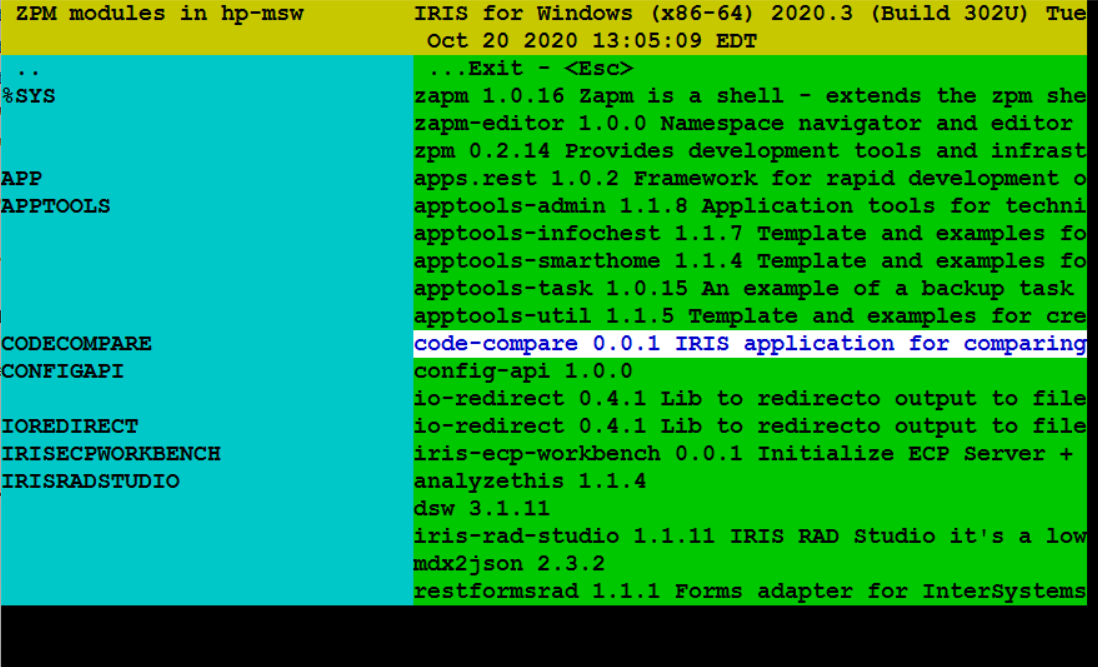 ZPM modules in hp-msw IRIS for Windows (x86-64) 2020.3 (Build 302U) Tue
Oct 20 2020 13:05:09 EDT
.. ...Exit - <Esc>
%SYS zapm 1.0.16 Zapm is a shell - extends the zpm she
zapm-editor 1.0.0 Namespace navigator and editor
zpm 0.2.14 Provides development tools and infrast
APP apps.rest 1.0.2 Framework for rapid development o
APPTOOLS apptools-admin 1.1.8 Application tools for techni
apptools-infochest 1.1.7 Template and examples fo
apptools-smarthome 1.1.4 Template and examples fo
apptools-task 1.0.15 An example of a backup task
apptools-util 1.1.5 Template and examples for cre
CODECOMPARE code-compare 0.0.1 IRIS application for comparing
CONFIGAPI config-api 1.0.0
io-redirect 0.4.1 Lib to redirecto output to file
IOREDIRECT io-redirect 0.4.1 Lib to redirecto output to file
IRISECPWORKBENCH iris-ecp-workbench 0.0.1 Initialize ECP Server +
IRISRADSTUDIO analyzethis 1.1.4
dsw 3.1.11
iris-rad-studio 1.1.11 IRIS RAD Studio it's a low
mdx2json 2.3.2
restformsrad 1.1.1 Forms adapter for InterSystems